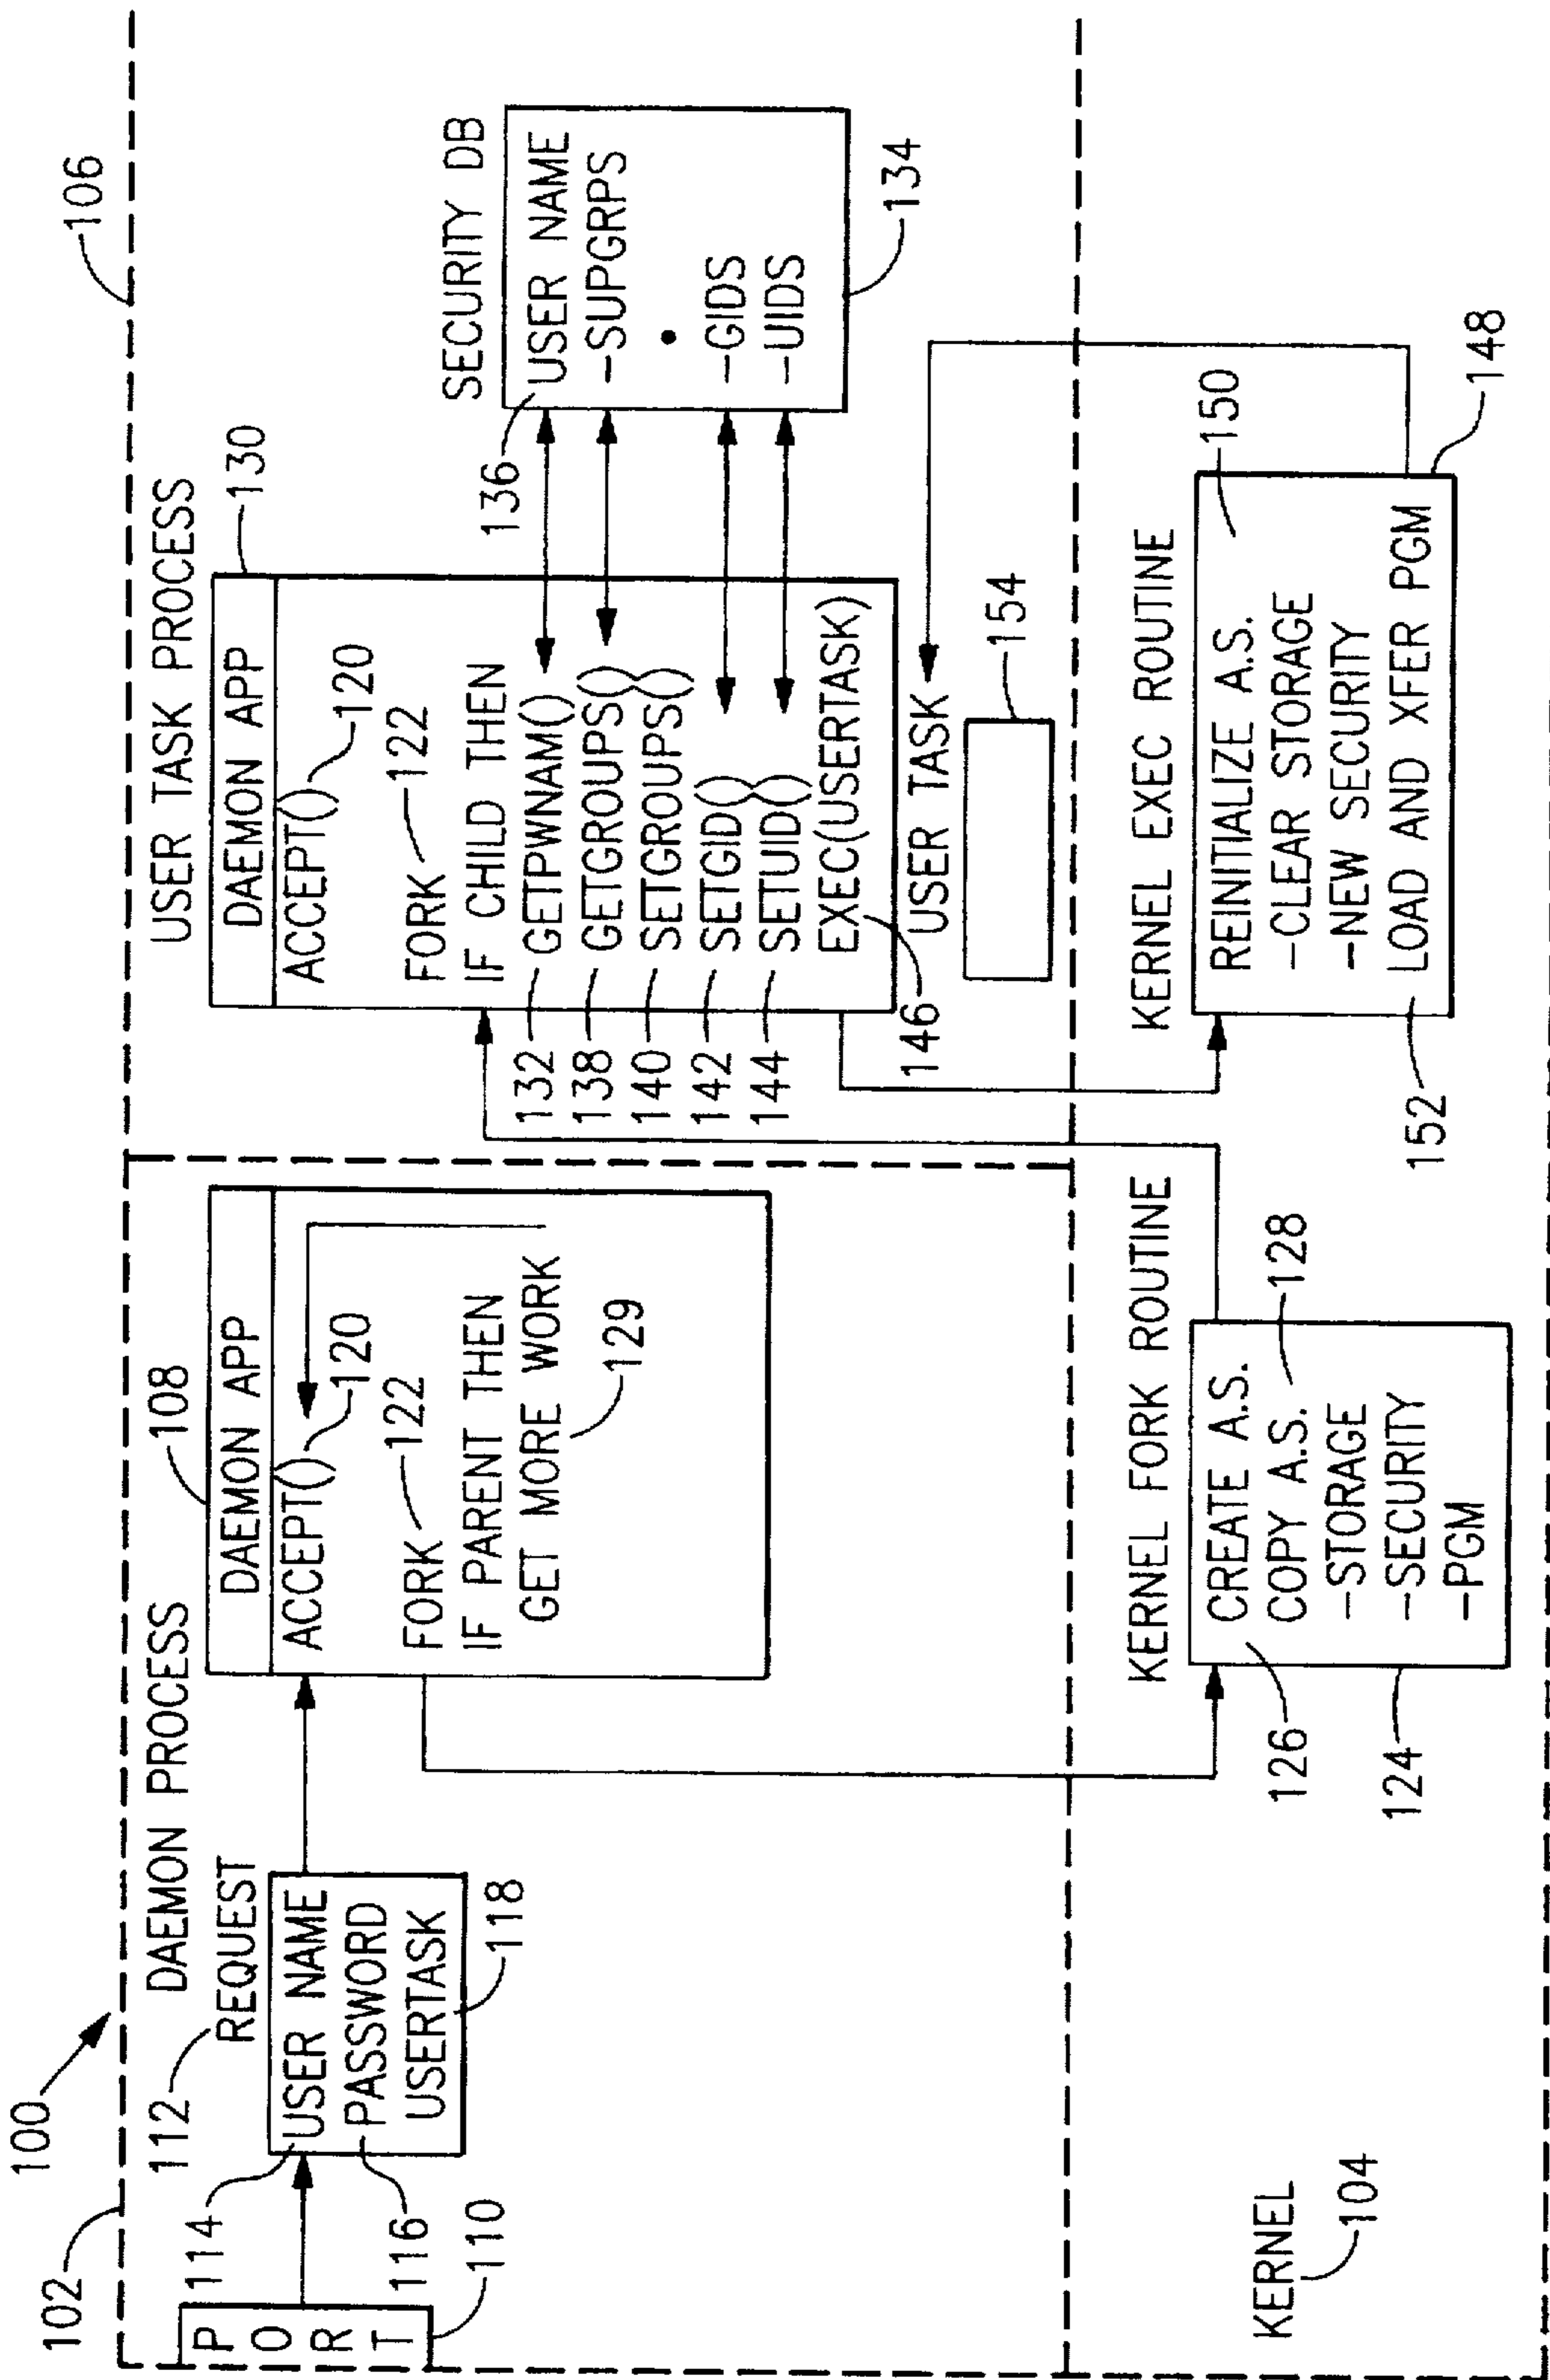 100
102
106
DAEMON PROCESS
112
REQUEST
114
USER NAME
116
PASSWORD
USERTASK
118
PORT
110
108
DAEMON APP
ACCEPT()
120
FORK
122
IF PARENT THEN
GET MORE WORK
129
USER TASK PROCESS
130
DAEMON APP
ACCEPT()
120
FORK
122
IF CHILD THEN
132
GETPWNAM()
138
GETGROUPS()
140
SETGROUPS()
142
SETGID()
144
SETUID()
EXEC(USERTASK)
146
SECURITY DB
136
USER NAME
-SUPGRPS
•
-GIDS
-UIDS
134
USER TASK
154
KERNEL
104
KERNEL FORK ROUTINE
CREATE A.S.
126
COPY A.S.
128
-STORAGE
-SECURITY
-PGM
124
KERNEL EXEC ROUTINE
REINITIALIZE A.S.
150
-CLEAR STORAGE
-NEW SECURITY
LOAD AND XFER PGM
152
148